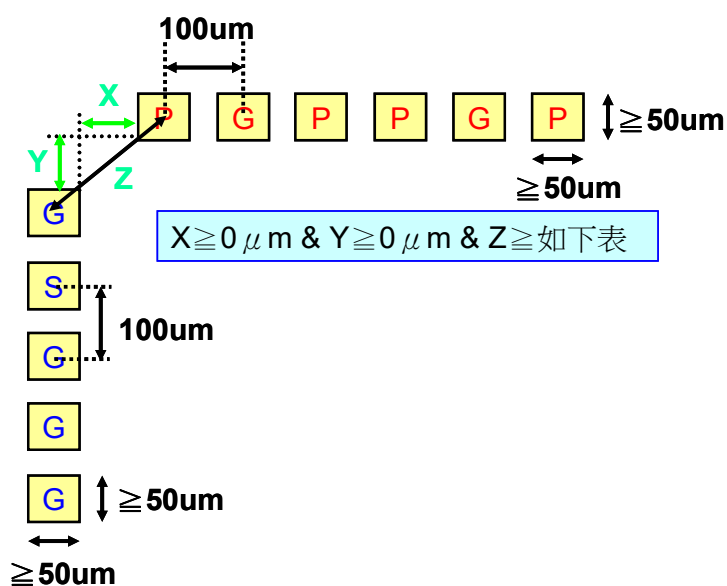 100um
X
P G P P G P
≧50um
Y
Z
≧50um
G
X≧0μm & Y≧0μm & Z≧如下表
S
100um
G
G
G
≧50um
≧50um